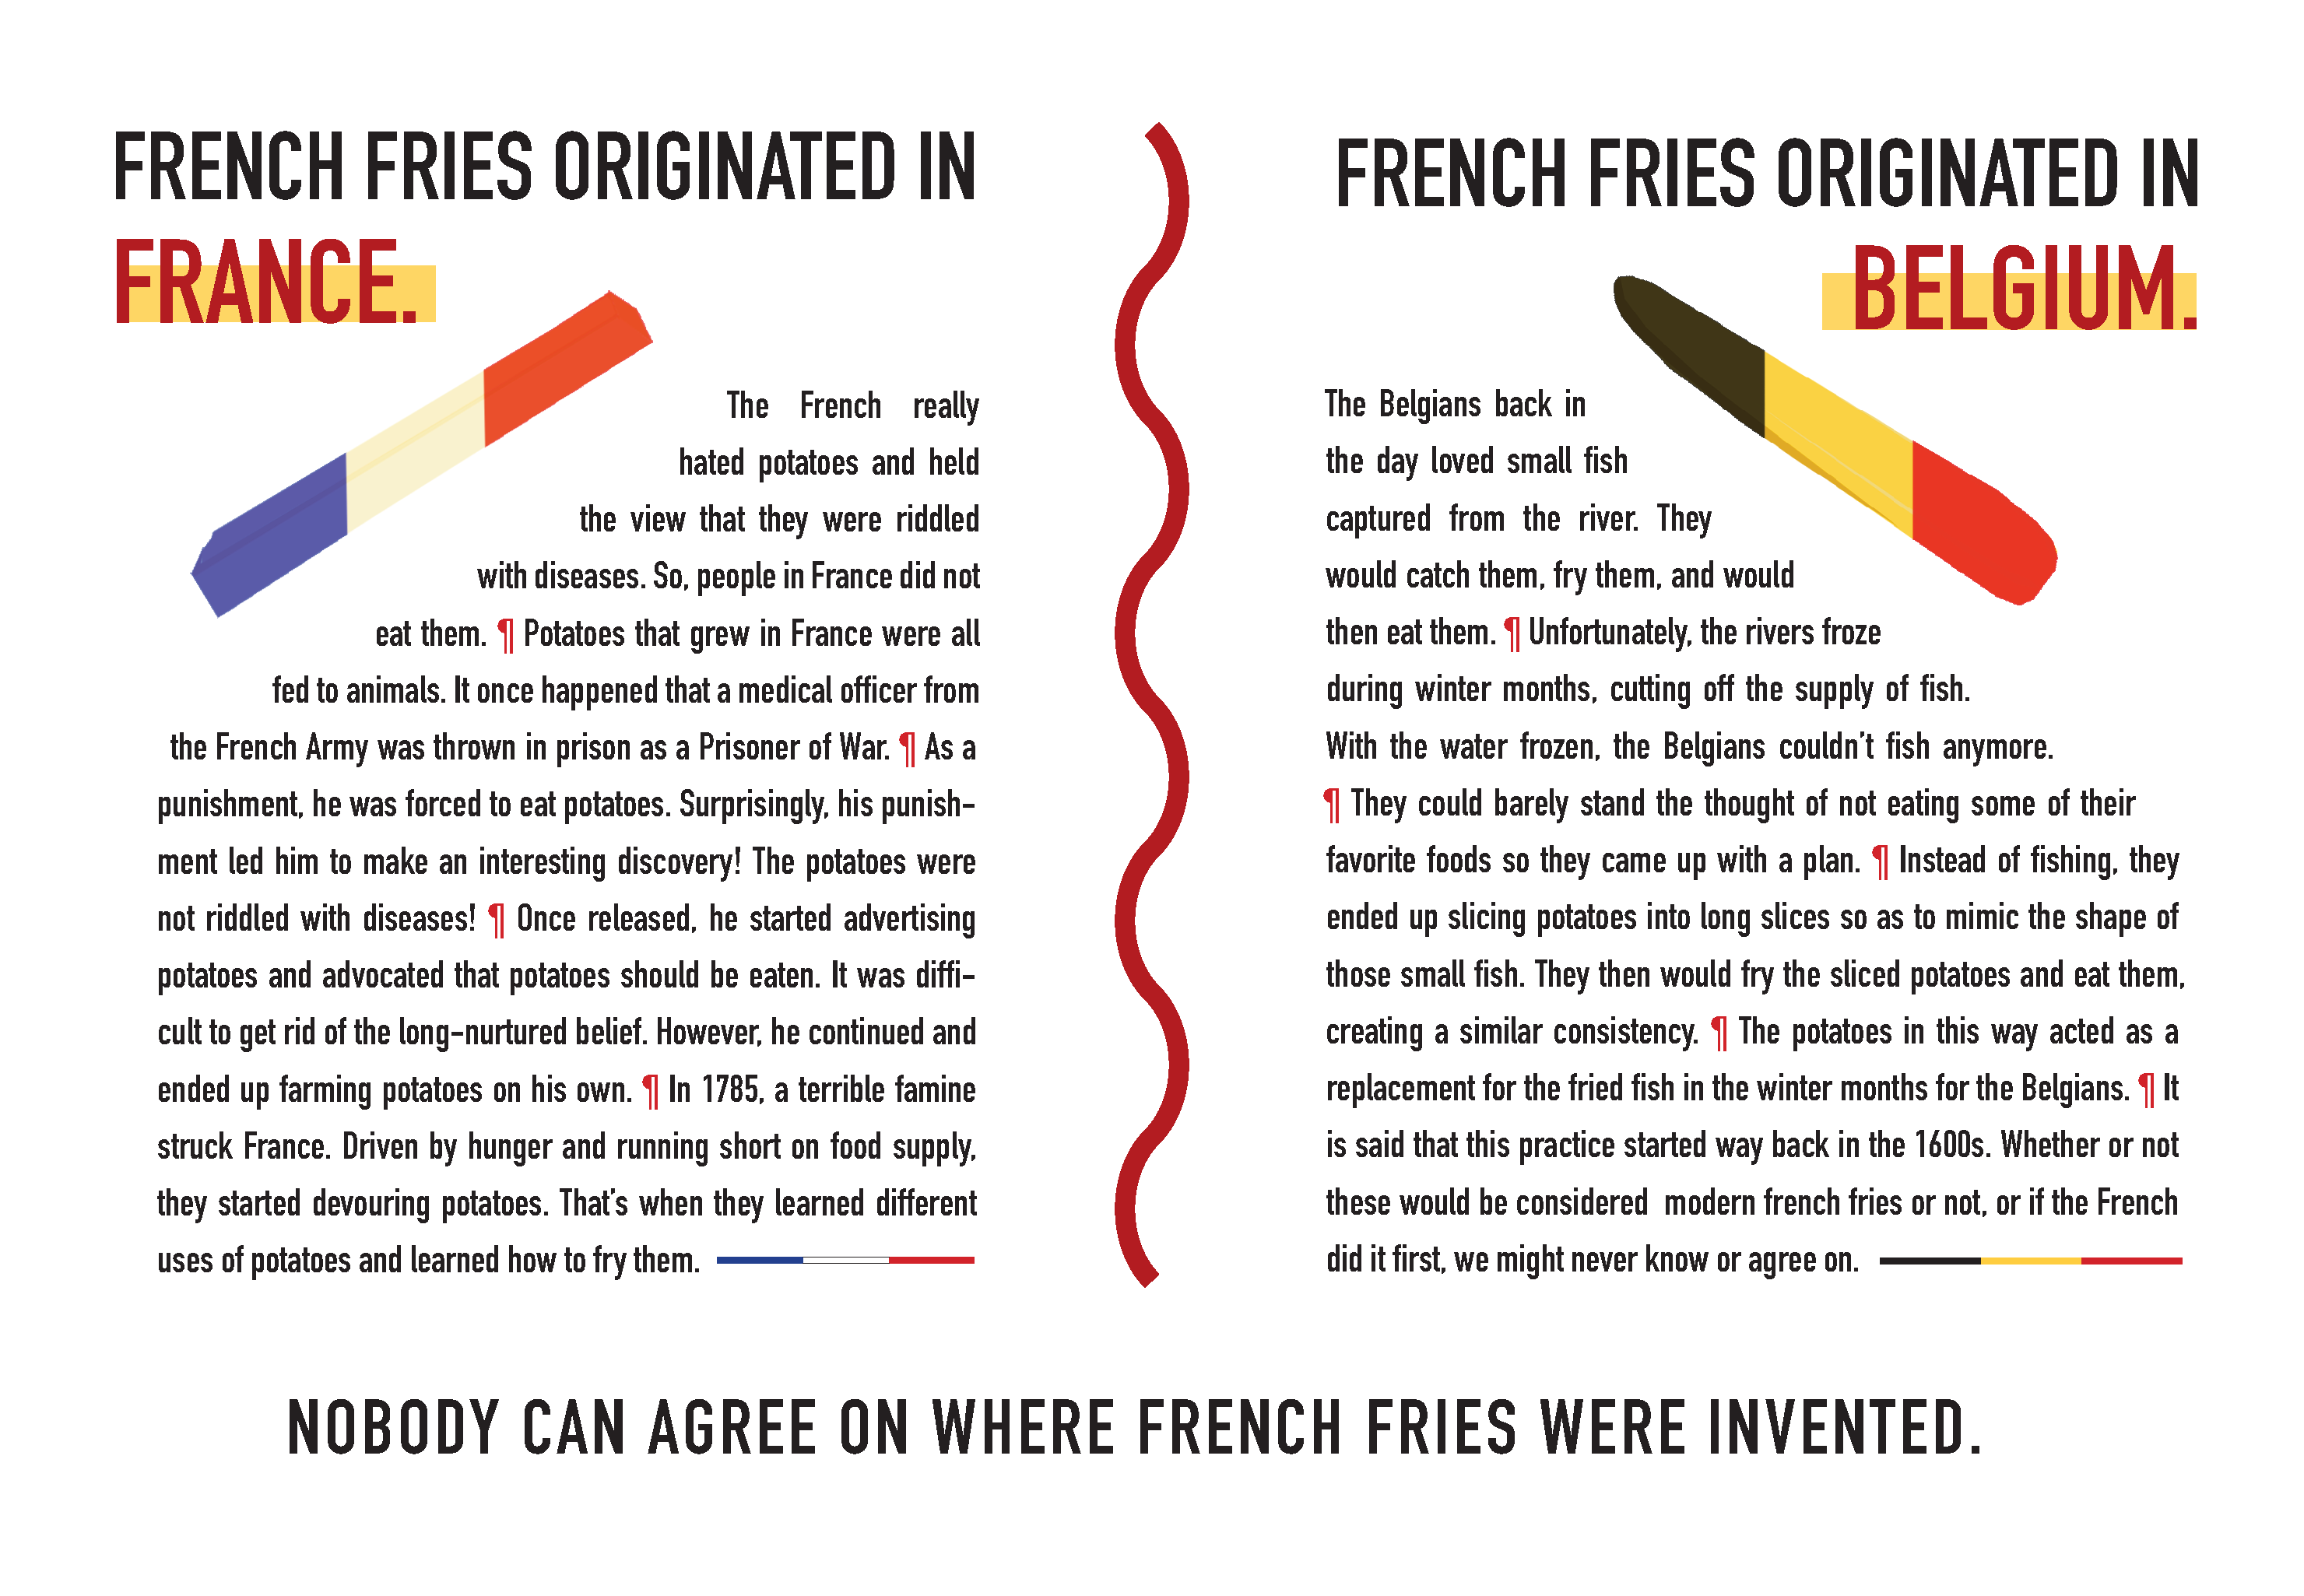 FRENCH FRIES ORIGINATED IN
FRANCE.
The French really
hated potatoes and held
the view that they were riddled
with diseases. So, people in France did not
eat them. ¶ Potatoes that grew in France were all
fed to animals. It once happened that a medical officer from
the French Army was thrown in prison as a Prisoner of War. ¶ As a
punishment, he was forced to eat potatoes. Surprisingly, his punish-
ment led him to make an interesting discovery! The potatoes were
not riddled with diseases! ¶ Once released, he started advertising
potatoes and advocated that potatoes should be eaten. It was diffi-
cult to get rid of the long-nurtured belief. However, he continued and
ended up farming potatoes on his own. ¶ In 1785, a terrible famine
struck France. Driven by hunger and running short on food supply,
they started devouring potatoes. That's when they learned different
uses of potatoes and learned how to fry them.
FRENCH FRIES ORIGINATED IN
BELGIUM.
The Belgians back in
the day loved small fish
captured from the river. They
would catch them, fry them, and would
then eat them. ¶ Unfortunately, the rivers froze
during winter months, cutting off the supply of fish.
With the water frozen, the Belgians couldn't fish anymore.
¶ They could barely stand the thought of not eating some of their
favorite foods so they came up with a plan. ¶ Instead of fishing, they
ended up slicing potatoes into long slices so as to mimic the shape of
those small fish. They then would fry the sliced potatoes and eat them,
creating a similar consistency. ¶ The potatoes in this way acted as a
replacement for the fried fish in the winter months for the Belgians. ¶ It
is said that this practice started way back in the 1600s. Whether or not
these would be considered modern french fries or not, or if the French
did it first, we might never know or agree on.
NOBODY CAN AGREE ON WHERE FRENCH FRIES WERE INVENTED.